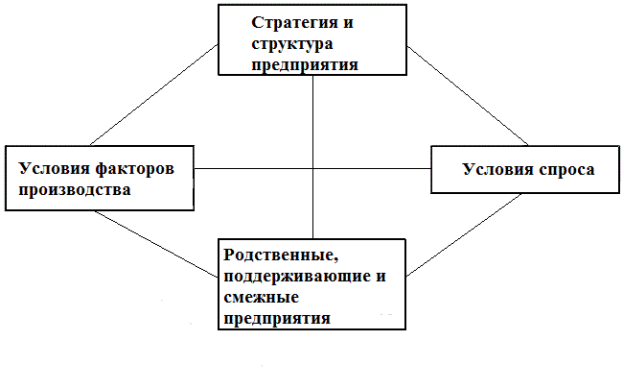 Стратегия и
структура
предприятия
Условия факторов
производства
Условия спроса
Родственные,
поддерживающие и
смежные
предприятия